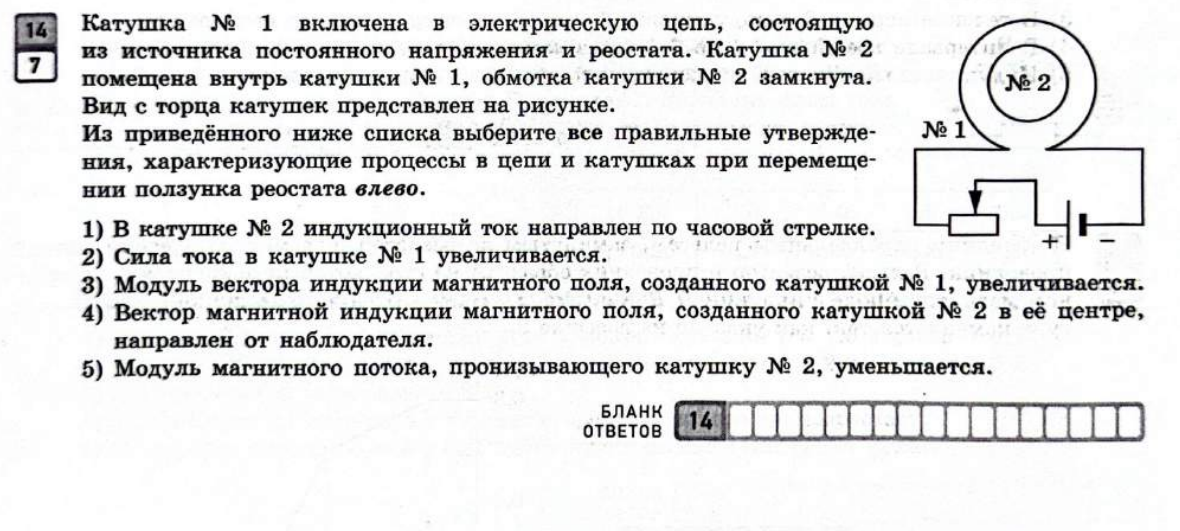 14
7
Катушка № 1 включена в электрическую цепь, состоящую
из источника постоянного напряжения и реостата. Катушка № 2
помещена внутрь катушки № 1, обмотка катушки № 2 замкнута.
Вид с торца катушек представлен на рисунке.
Из приведённого ниже списка выберите все правильные утвержде-
ния, характеризующие процессы в цепи и катушках при перемеще-
нии ползунка реостата влево.
№ 2
№ 1
+ –
1) В катушке № 2 индукционный ток направлен по часовой стрелке.
2) Сила тока в катушке № 1 увеличивается.
3) Модуль вектора индукции магнитного поля, созданного катушкой № 1, увеличивается.
4) Вектор магнитной индукции магнитного поля, созданного катушкой № 2 в её центре,
направлен от наблюдателя.
5) Модуль магнитного потока, пронизывающего катушку № 2, уменьшается.
БЛАНК
ОТВЕТОВ
14